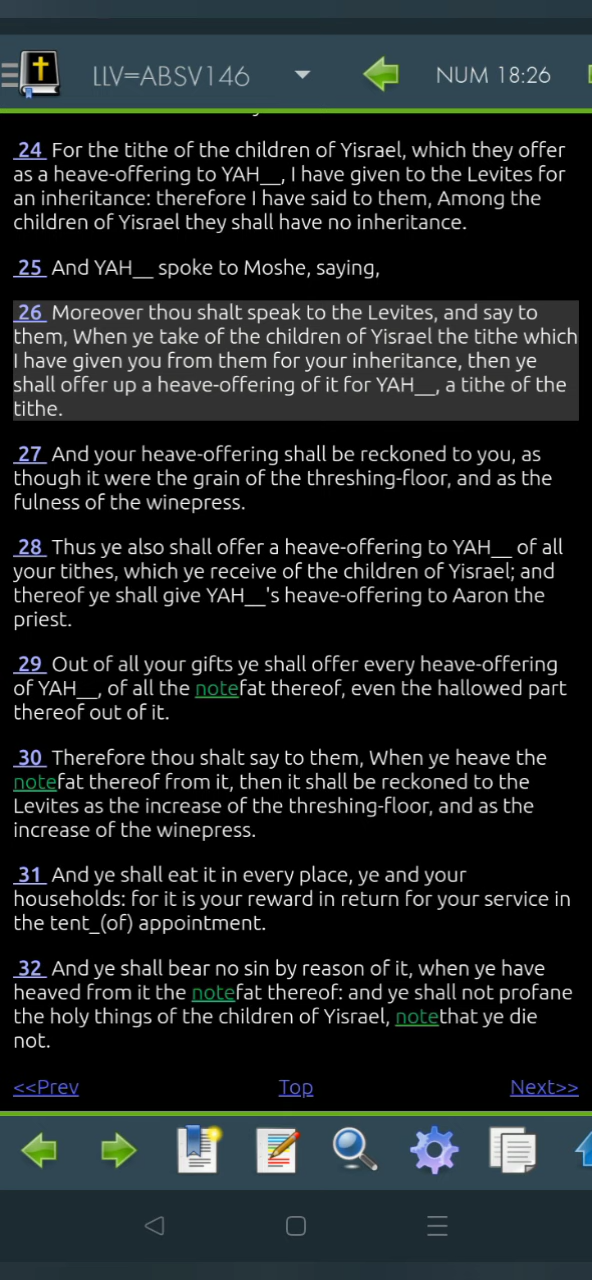 LLV=ABSV146 NUM 18:26
24 For the tithe of the children of Yisrael, which they offer
as a heave-offering to YAH__, I have given to the Levites for
an inheritance: therefore I have said to them, Among the
children of Yisrael they shall have no inheritance.
25 And YAH__ spoke to Moshe, saying,
26 Moreover thou shalt speak to the Levites, and say to
them, When ye take of the children of Yisrael the tithe which
I have given you from them for your inheritance, then ye
shall offer up a heave-offering of it for YAH__, a tithe of the
tithe.
27 And your heave-offering shall be reckoned to you, as
though it were the grain of the threshing-floor, and as the
fulness of the winepress.
28 Thus ye also shall offer a heave-offering to YAH__ of all
your tithes, which ye receive of the children of Yisrael; and
thereof ye shall give YAH__'s heave-offering to Aaron the
priest.
29 Out of all your gifts ye shall offer every heave-offering
of YAH__, of all the notefat thereof, even the hallowed part
thereof out of it.
30 Therefore thou shalt say to them, When ye heave the
notefat thereof from it, then it shall be reckoned to the
Levites as the increase of the threshing-floor, and as the
increase of the winepress.
31 And ye shall eat it in every place, ye and your
households: for it is your reward in return for your service in
the tent_(of) appointment.
32 And ye shall bear no sin by reason of it, when ye have
heaved from it the notefat thereof: and ye shall not profane
the holy things of the children of Yisrael, notethat ye die
not.
<<Prev Top Next>>